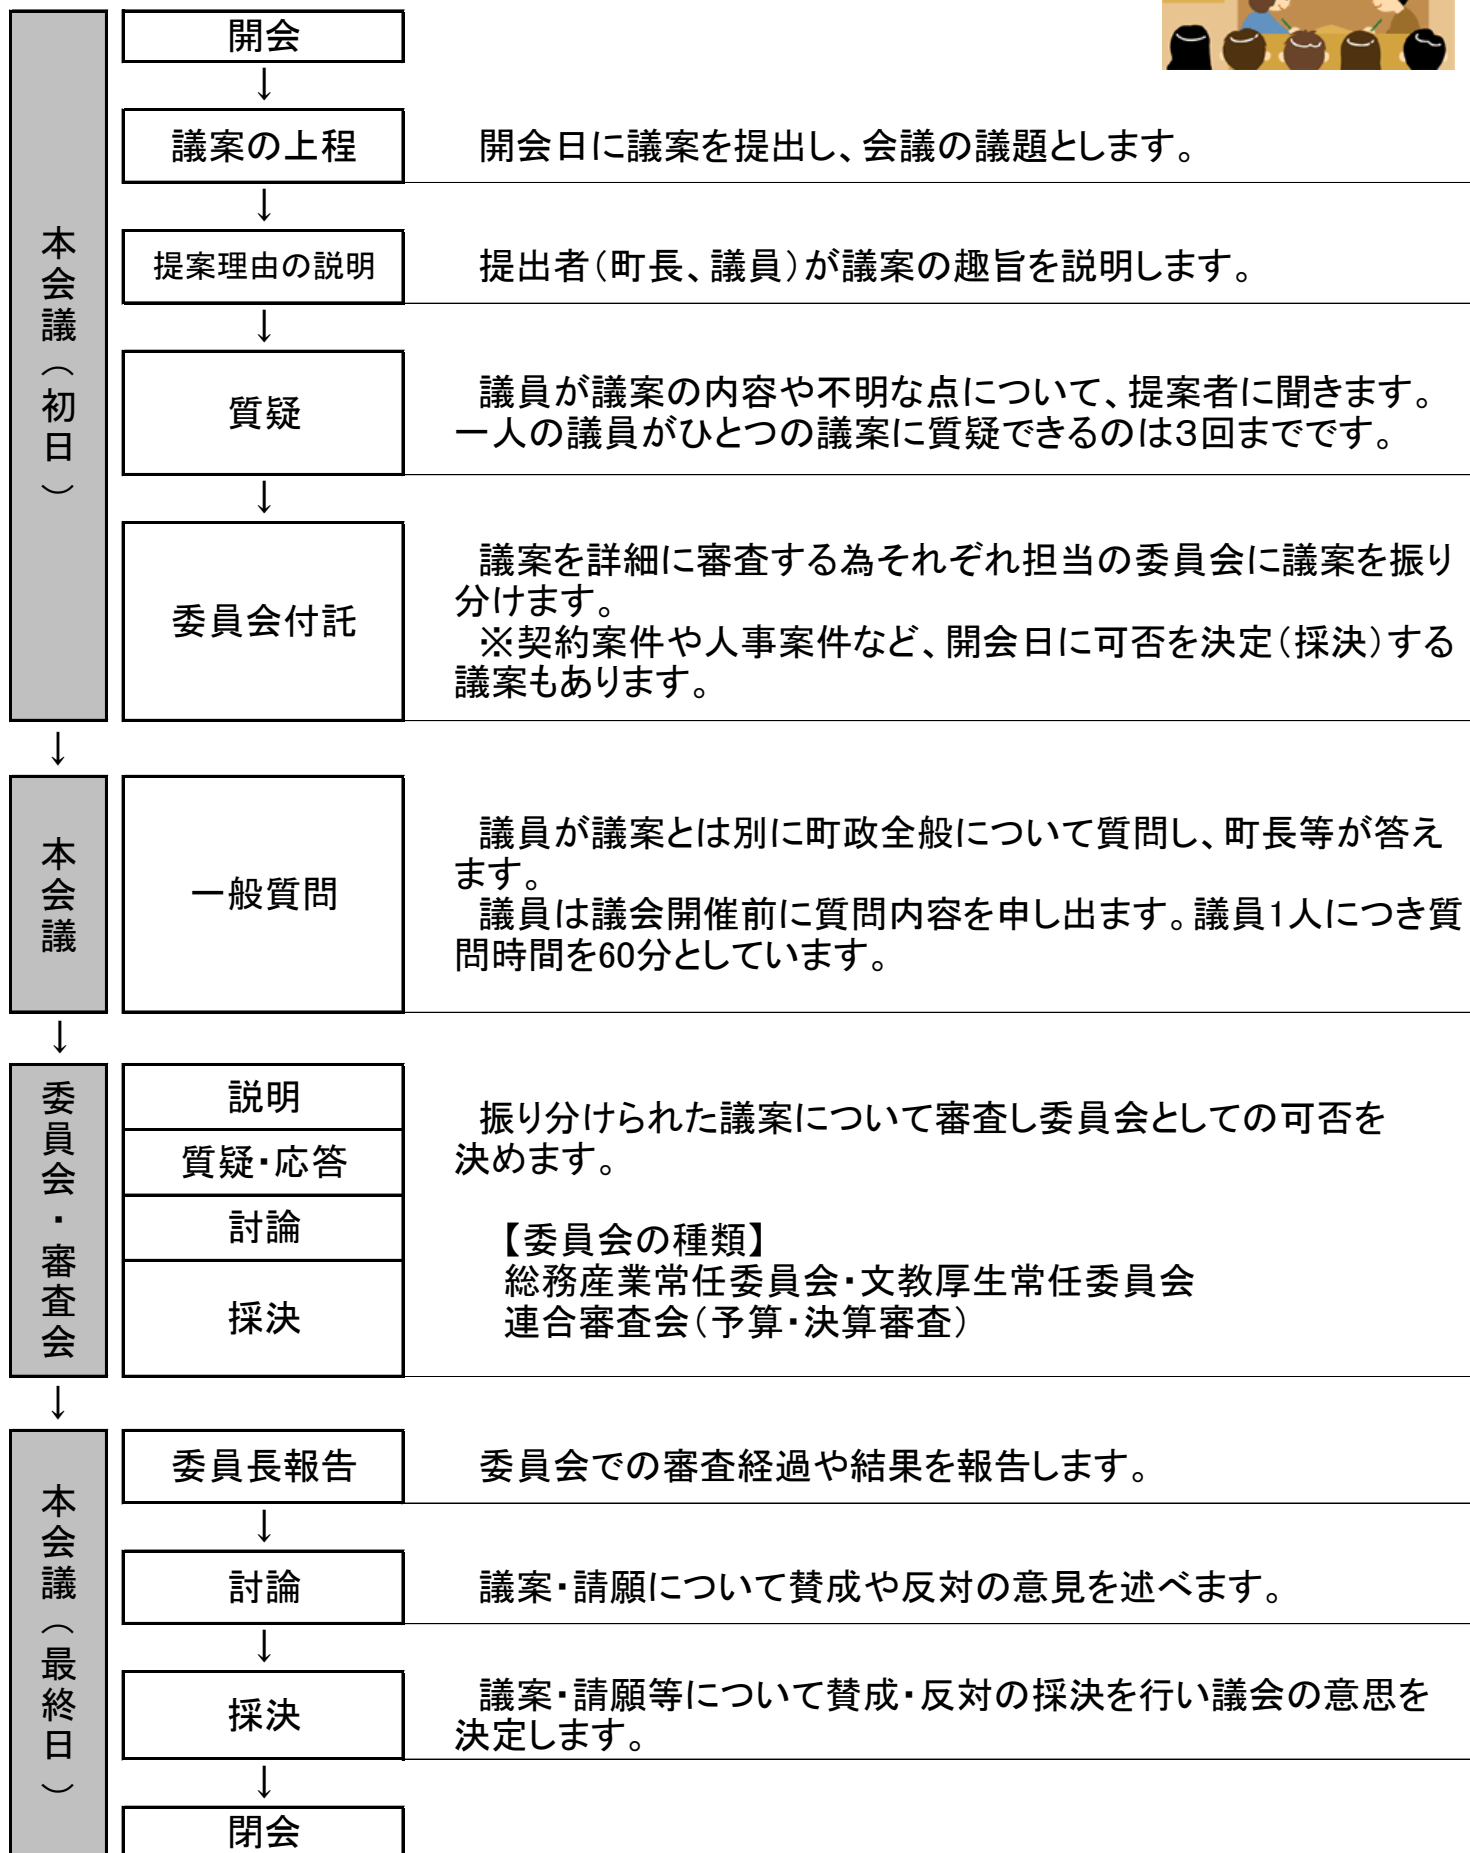 本会議（初日）
開会
↓
議案の上程
開会日に議案を提出し、会議の議題とします。
↓
提案理由の説明
提出者（町長、議員）が議案の趣旨を説明します。
↓
質疑
議員が議案の内容や不明な点について、提案者に聞きます。
一人の議員がひとつの議案に質疑できるのは３回までです。
↓
委員会付託
議案を詳細に審査する為それぞれ担当の委員会に議案を振り
分けます。
※契約案件や人事案件など、開会日に可否を決定（採決）する
議案もあります。
↓
本会議
一般質問
議員が議案とは別に町政全般について質問し、町長等が答え
ます。
議員は議会開催前に質問内容を申し出ます。議員1人につき質
問時間を60分としています。
↓
委員会・審査会
説明
質疑・応答
討論
採決
振り分けられた議案について審査し委員会としての可否を
決めます。
【委員会の種類】
総務産業常任委員会・文教厚生常任委員会
連合審査会（予算・決算審査）
↓
本会議（最終日）
委員長報告
委員会での審査経過や結果を報告します。
↓
討論
議案・請願について賛成や反対の意見を述べます。
↓
採決
議案・請願等について賛成・反対の採決を行い議会の意思を
決定します。
↓
閉会